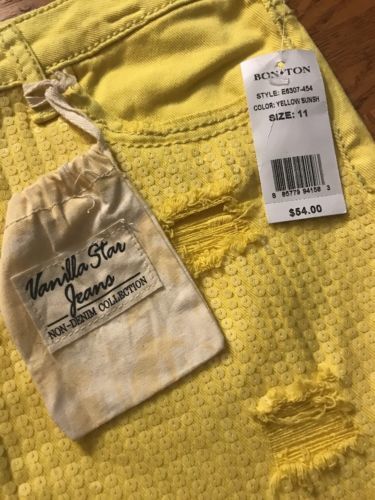 BON•TON
STYLE: E6307-454
COLOR: YELLOW SUNSH
SIZE: 11
8 85779 94158 3
$54.00
Vanilla Star
Jeans
NON-DENIM COLLECTION